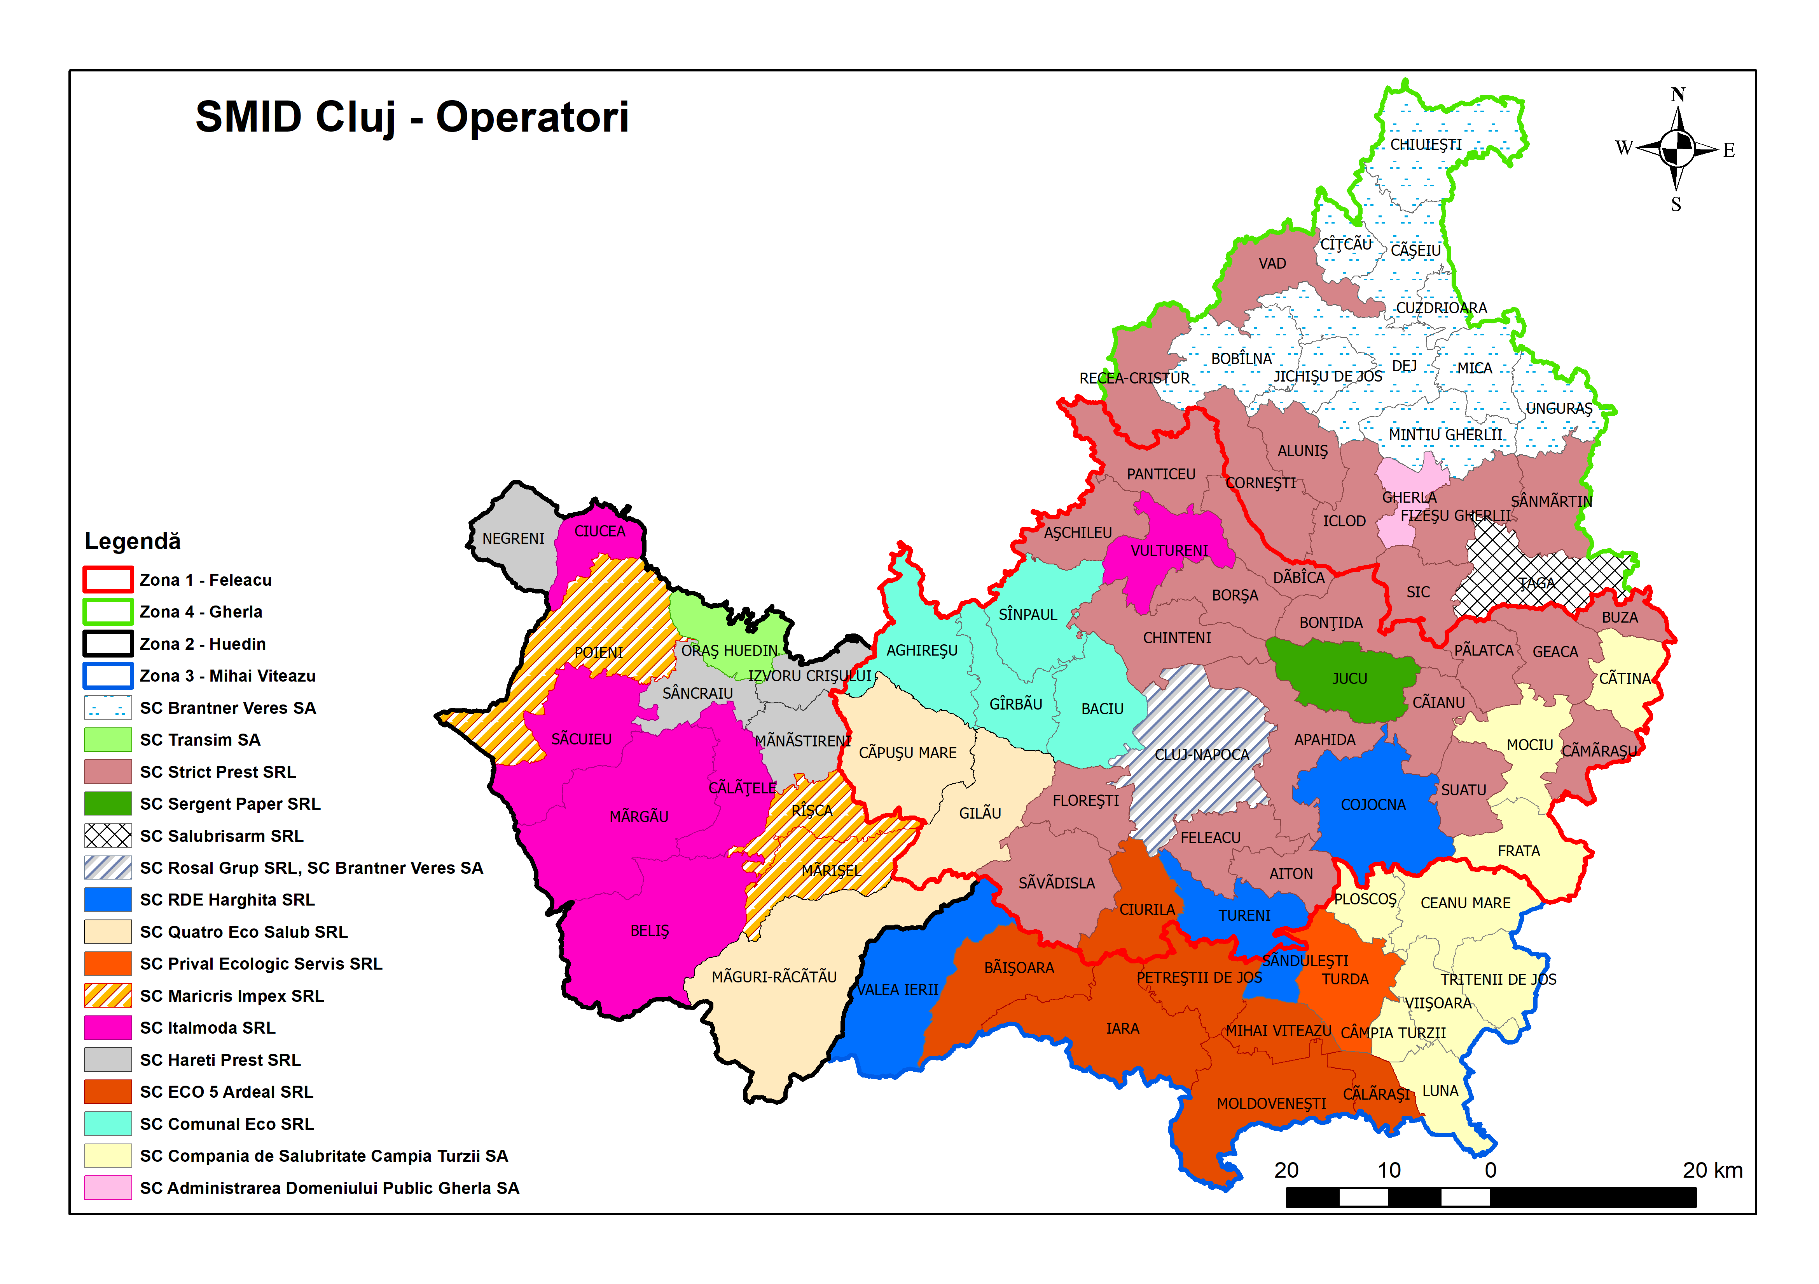 SMID Cluj - Operatori
N
W
E
S
CHIUIEŞTI
CÎŢCĂU
CĂŞEIU
VAD
CUZDRIOARA
BOBÎLNA
JICHIŞU DE JOS
DEJ
MICA
RECEA-CRISTUR
UNGURAŞ
MINTIU GHERLII
ALUNIŞ
PANTICEU
CORNEŞTI
GHERLA
SÂNMĂRTIN
FIZEŞU GHERLII
ICLOD
AŞCHILEU
VULTURENI
NEGRENI
CIUCEA
DĂBÎCA
ŢAGA
SIC
BORŞA
BUZA
SÎNPAUL
BONŢIDA
CHINTENI
POIENI
ORAŞ HUEDIN
AGHIREŞU
PĂLATCA
GEACA
IZVORU CRIŞULUI
JUCU
CĂTINA
SÂNCRAIU
GÎRBĂU
BACIU
CĂIANU
SĂCUIEU
MĂNĂSTIRENI
CĂPUŞU MARE
CLUJ-NAPOCA
APAHIDA
MOCIU
CĂMĂRAŞU
CĂLĂŢELE
MĂRGĂU
RÎŞCA
GILĂU
FLOREŞTI
COJOCNA
SUATU
FELEACU
FRATA
MĂRIŞEL
SĂVĂDISLA
AITON
CIURILA
TURENI
PLOSCOŞ
CEANU MARE
BELIŞ
MĂGURI-RĂCĂTĂU
VALEA IERII
BĂIŞOARA
PETREŞTII DE JOS
SĂNDULEŞTI
TURDA
TRITENII DE JOS
VIIŞOARA
IARA
MIHAI VITEAZU
CÂMPIA TURZII
MOLDOVENEŞTI
CĂLĂRAŞI
LUNA
Legendă
Zona 1 - Feleacu
Zona 4 - Gherla
Zona 2 - Huedin
Zona 3 - Mihai Viteazu
SC Brantner Veres SA
SC Transim SA
SC Strict Prest SRL
SC Sergent Paper SRL
SC Salubrisarm SRL
SC Rosal Grup SRL, SC Brantner Veres SA
SC RDE Harghita SRL
SC Quatro Eco Salub SRL
SC Prival Ecologic Servis SRL
SC Maricris Impex SRL
SC Italmoda SRL
SC Hareti Prest SRL
SC ECO 5 Ardeal SRL
SC Comunal Eco SRL
SC Compania de Salubritate Campia Turzii SA
SC Administrarea Domeniului Public Gherla SA
20 10 0 20 km